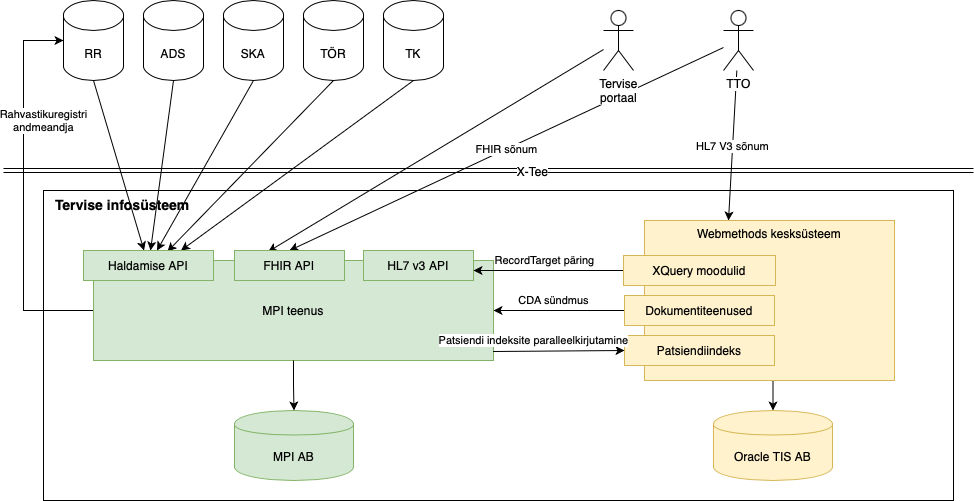 RR
ADS
SKA
TÖR
TK
Tervise
portaal
TTO
Rahvastikuregistri
andmeandja
FHIR sõnum
HL7 V3 sõnum
X-Tee
Tervise infosüsteem
Webmethods kesksüsteem
Haldamise API
FHIR API
HL7 v3 API
RecordTarget päring
XQuery moodulid
MPI teenus
CDA sündmus
Dokumentiteenused
Patsiendi indeksite paralleelkirjutamine
Patsiendiindeks
MPI AB
Oracle TIS AB